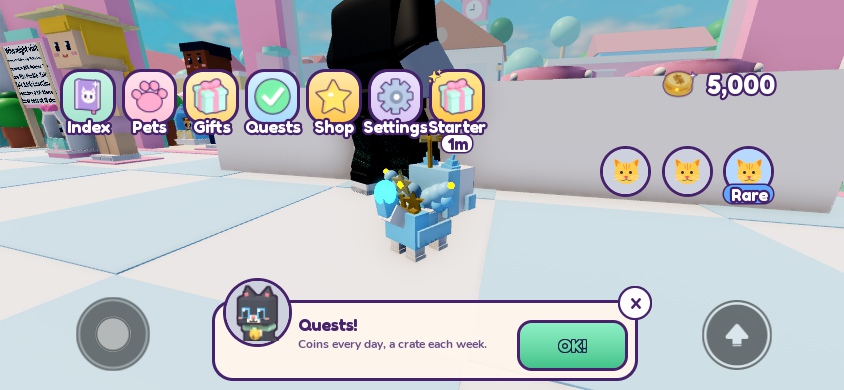 5,000
Index
Pets
Gifts
Quests
Shop
Settings
Starter
1m
Rare
Quests!
Coins every day, a crate each week.
OK!